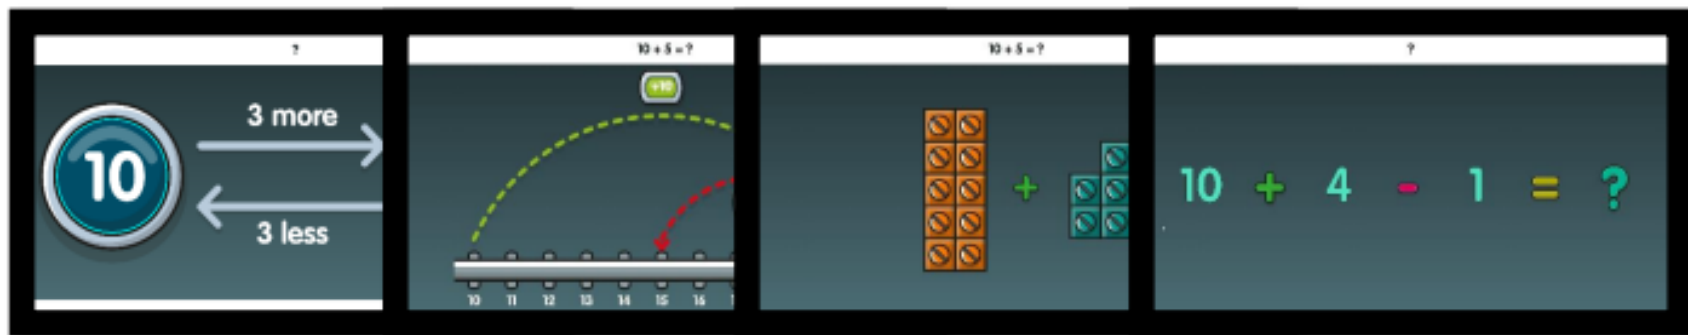 ?
10
3 more
3 less
10 + 5 = ?
+10
10 11 12 13 14 15 16
10 + 5 = ?
+
?
10 + 4 - 1 = ?